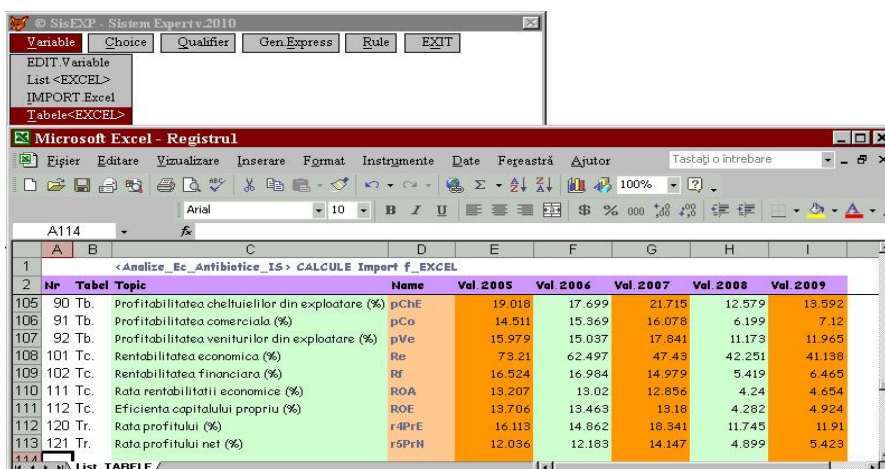 © SisEXP - Sistem Expert v.2010
Variable Choice Qualifier Gen.Express Rule EXIT
EDIT.Variable
List <EXCEL>
IMPORT.Excel
Tabele<EXCEL>
Microsoft Excel - Registru1
Fişier Editare Vizualizare Inserare Format Instrumente Date Fereastră Ajutor Tastaţi o întrebare
100%
Arial 10 B I U $ % 000
A114 fx
A B C D E F G H I
1 <Analize_Ec_Antibiotice_IS> CALCULE Import f_EXCEL
2 Nr Tabel Topic Name Val.2005 Val.2006 Val.2007 Val.2008 Val.2009
105 90 Tb. Profitabilitatea cheltuielilor din exploatare (%) pChE 19.018 17.699 21.715 12.579 13.592
106 91 Tb. Profitabilitatea comerciala (%) pCo 14.511 15.369 16.078 6.199 7.12
107 92 Tb. Profitabilitatea veniturilor din exploatare (%) pVe 15.979 15.037 17.841 11.173 11.965
108 101 Tc. Rentabilitatea economica (%) Re 73.21 62.497 47.43 42.251 41.138
109 102 Tc. Rentabilitatea financiara (%) Rf 16.524 16.984 14.979 5.419 6.465
110 111 Tc. Rata rentabilitatii economice (%) ROA 13.207 13.02 12.856 4.24 4.654
111 112 Tc. Eficienta capitalului propriu (%) ROE 13.706 13.463 13.18 4.282 4.924
112 120 Tr. Rata profitului (%) r4PrE 16.113 14.862 18.341 11.745 11.91
113 121 Tr. Rata profitului net (%) r5PrN 12.036 12.183 14.147 4.899 5.423
114
List_TABELE